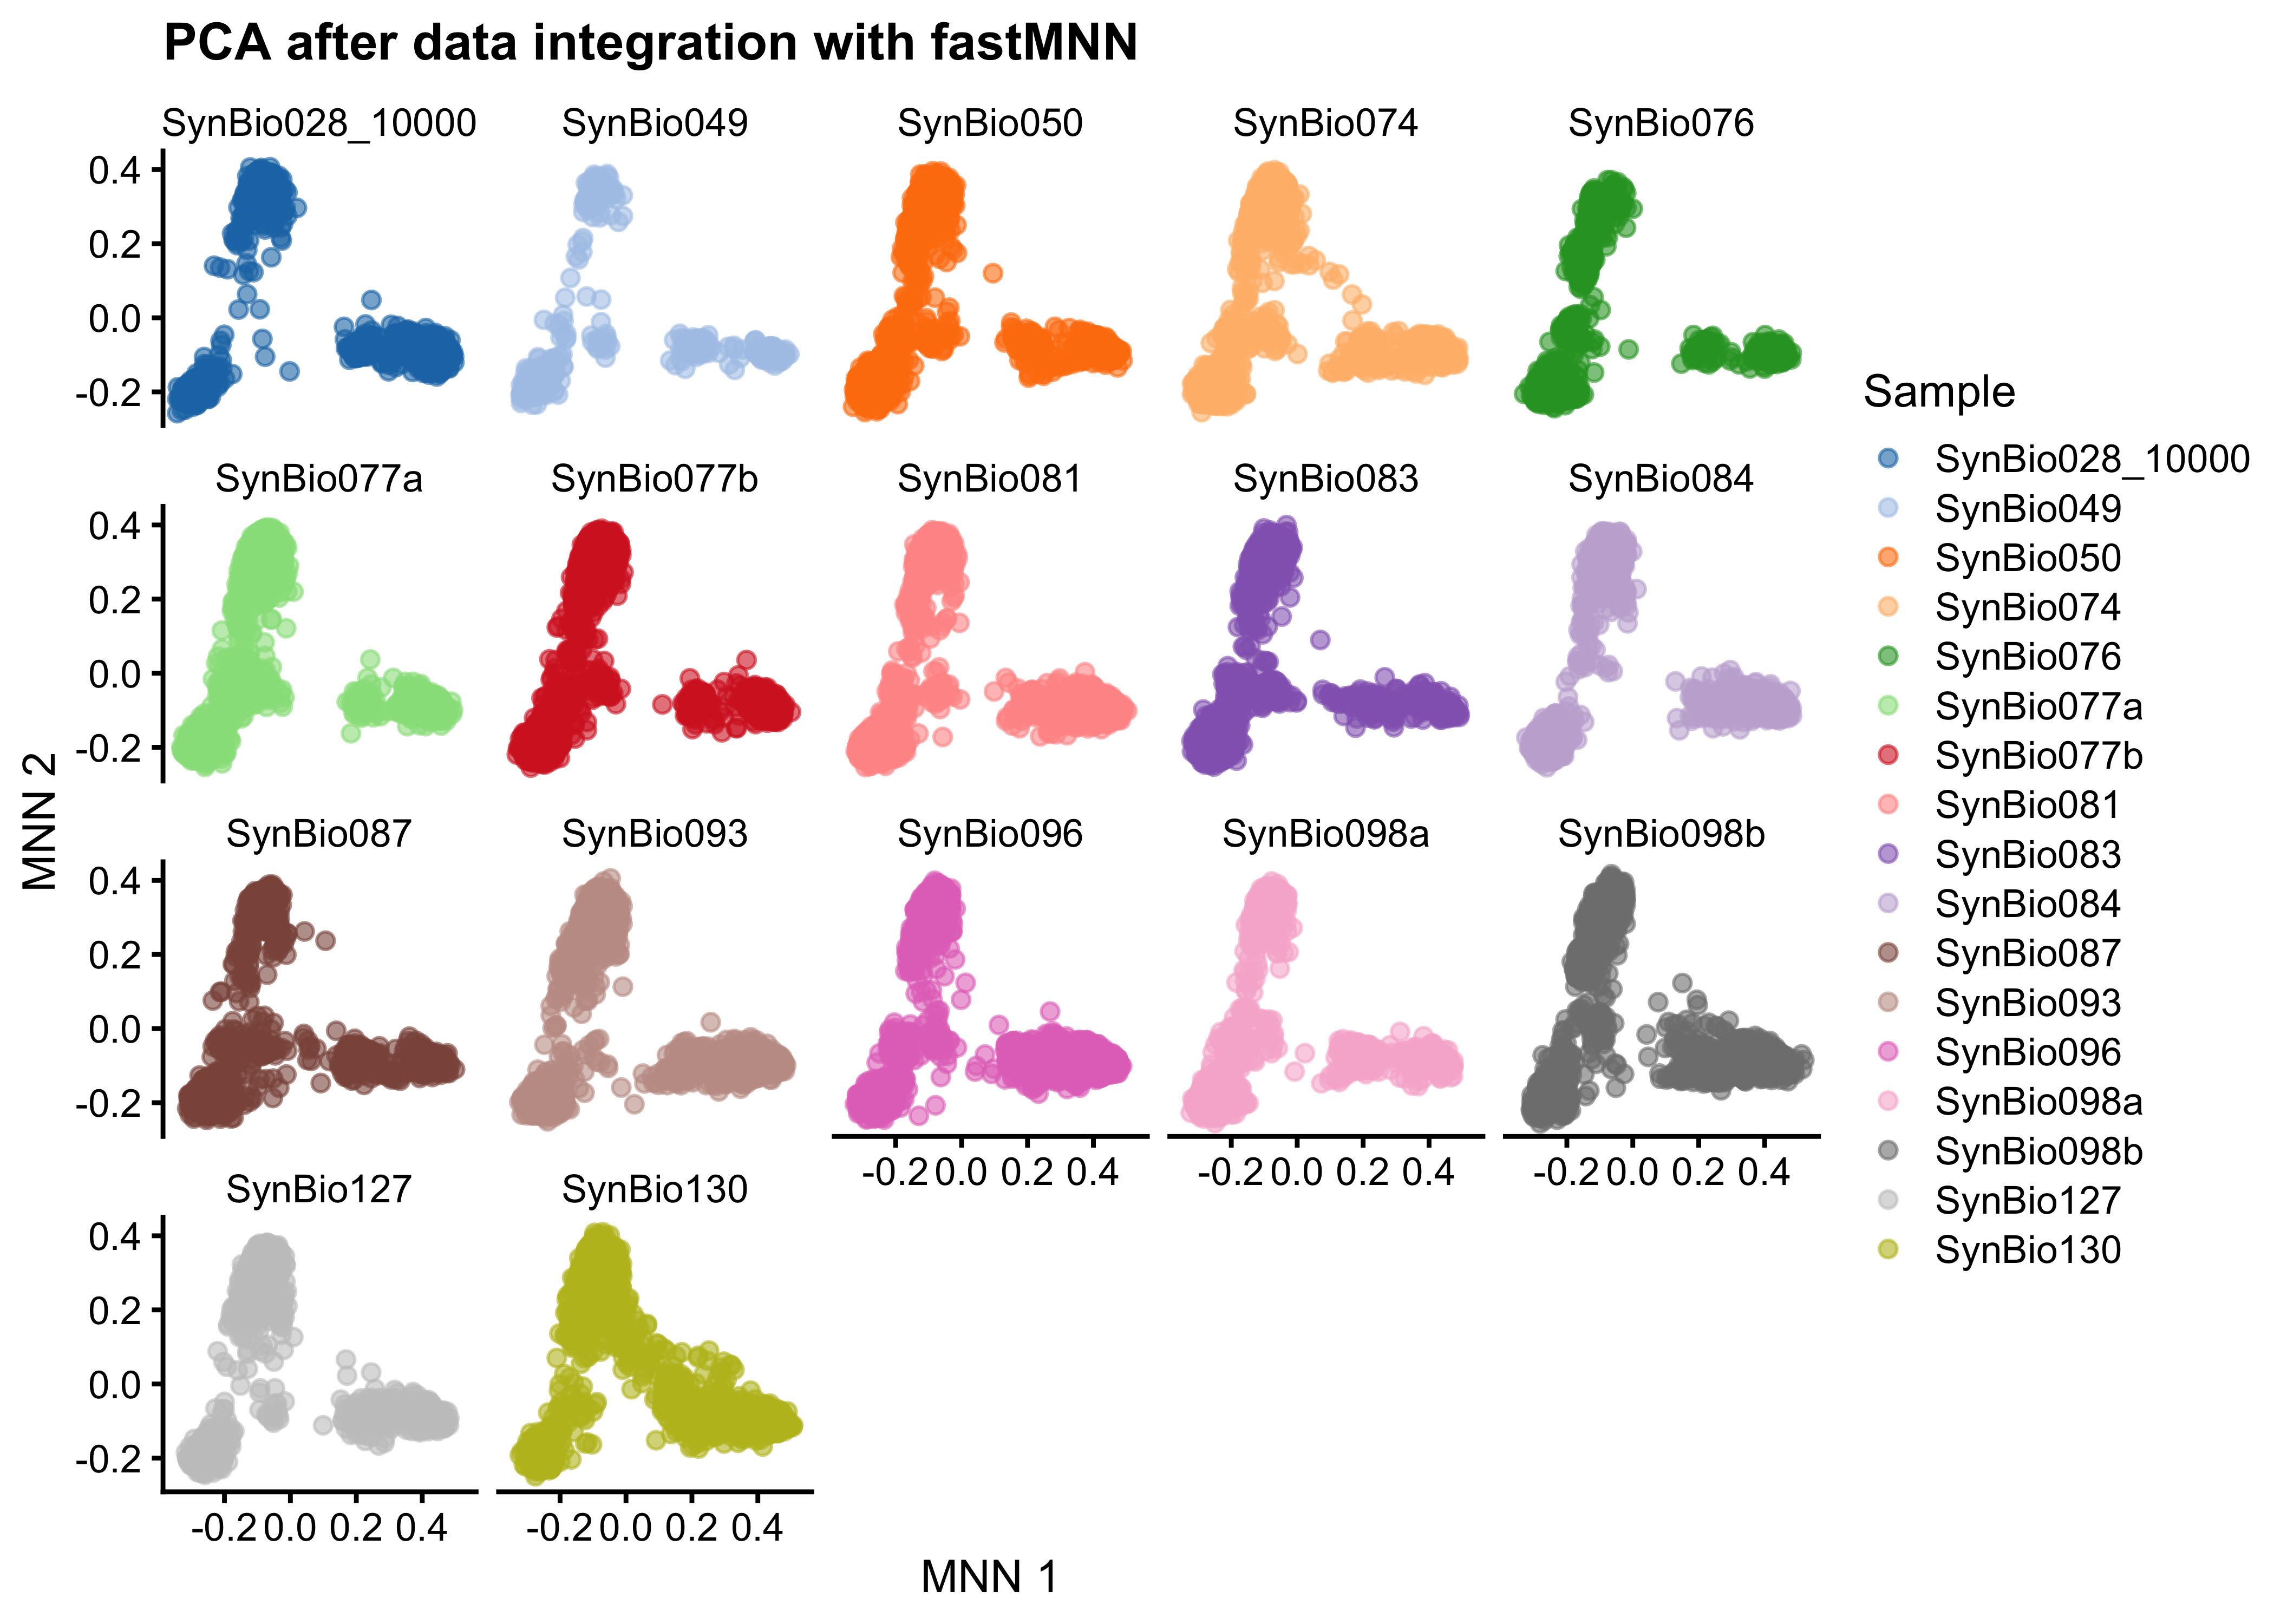 PCA after data integration with fastMNN
SynBio028_10000 SynBio049 SynBio050 SynBio074 SynBio076
0.4
0.2
0.0
-0.2
SynBio077a SynBio077b SynBio081 SynBio083 SynBio084
0.4
0.2
0.0
-0.2
SynBio087 SynBio093 SynBio096 SynBio098a SynBio098b
0.4
0.2
0.0
-0.2
-0.2 0.0 0.2 0.4 -0.2 0.0 0.2 0.4 -0.2 0.0 0.2 0.4
SynBio127 SynBio130
0.4
0.2
0.0
-0.2
-0.2 0.0 0.2 0.4 -0.2 0.0 0.2 0.4
MNN 1
MNN 2
Sample
SynBio028_10000
SynBio049
SynBio050
SynBio074
SynBio076
SynBio077a
SynBio077b
SynBio081
SynBio083
SynBio084
SynBio087
SynBio093
SynBio096
SynBio098a
SynBio098b
SynBio127
SynBio130